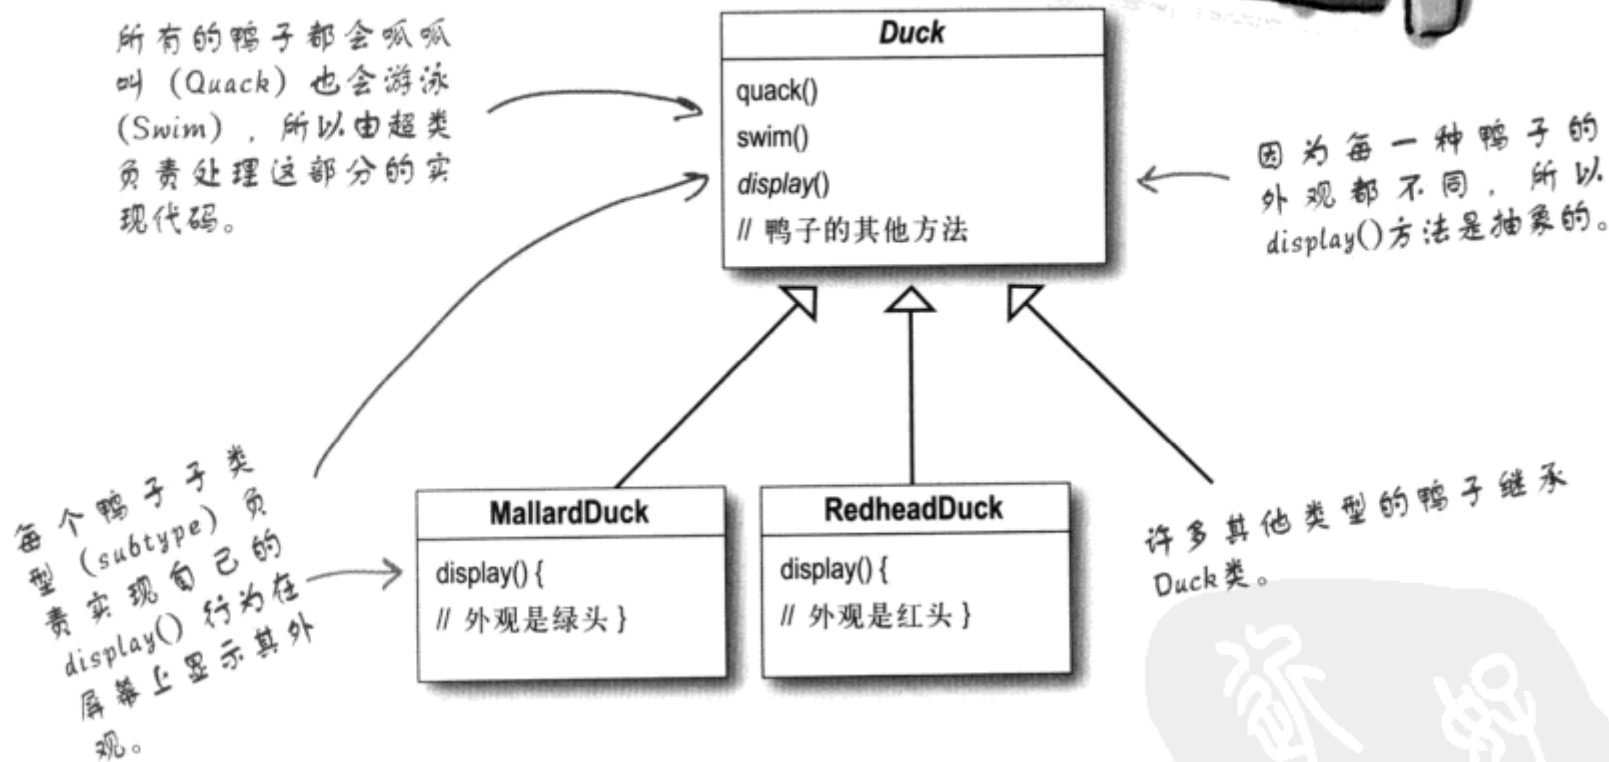 所有的鸭子都会呱呱
叫（Quack）也会游泳
(Swim)，所以由超类
负责处理这部分的实
现代码。
Duck
quack()
swim()
display()
// 鸭子的其他方法
因为每一种鸭子的
外观都不同，所以
display()方法是抽象的。
每个鸭子子类
型（subtype）负
责实现自己的
display() 行为在
屏幕上显示其外
观。
MallardDuck
display() {
// 外观是绿头 }
RedheadDuck
display() {
// 外观是红头 }
许多其他类型的鸭子继承
Duck类。